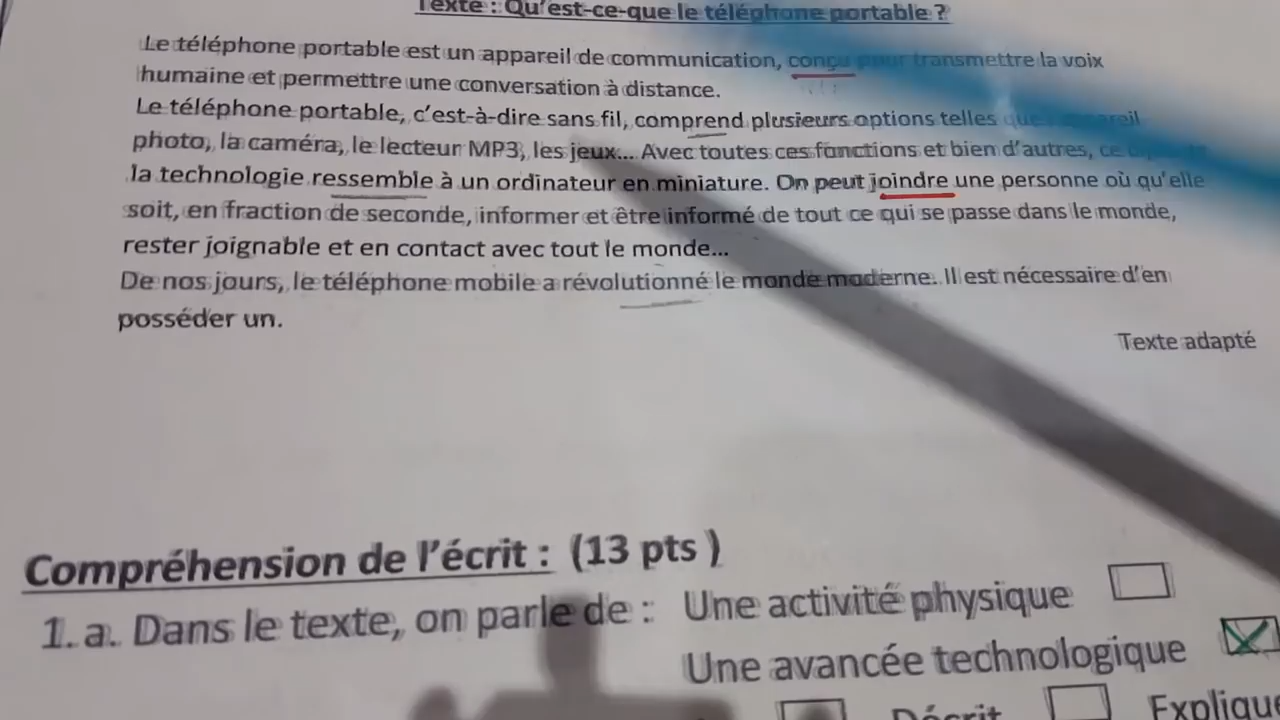 Texte : Qu'est-ce-que le téléphone portable ?
Le téléphone portable est un appareil de communication, conçu pour transmettre la voix
humaine et permettre une conversation à distance.
Le téléphone portable, c'est-à-dire sans fil, comprend plusieurs options telles que
photo, la caméra, le lecteur MP3, les jeux... Avec toutes ces fonctions et bien d'autres, ce
la technologie ressemble à un ordinateur en miniature. On peut joindre une personne où qu'elle
soit, en fraction de seconde, informer et être informé de tout ce qui se passe dans le monde,
rester joignable et en contact avec tout le monde...
De nos jours, le téléphone mobile a révolutionné le monde moderne. Il est nécessaire d'en
posséder un.
Texte adapté
Compréhension de l'écrit : (13 pts )
1. a. Dans le texte, on parle de : Une activité physique
Une avancée technologique
Décrit Explique